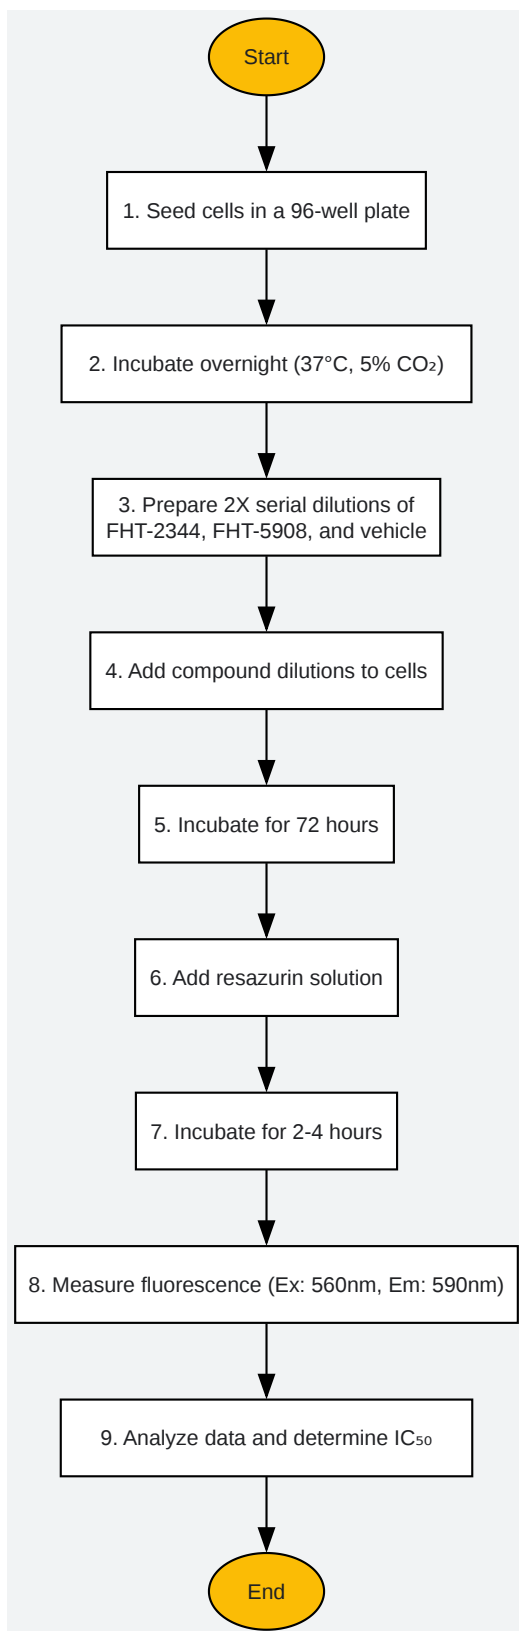 Start
1. Seed cells in a 96-well plate
2. Incubate overnight (37°C, 5% CO₂)
3. Prepare 2X serial dilutions of
FHT-2344, FHT-5908, and vehicle
4. Add compound dilutions to cells
5. Incubate for 72 hours
6. Add resazurin solution
7. Incubate for 2-4 hours
8. Measure fluorescence (Ex: 560nm, Em: 590nm)
9. Analyze data and determine IC₅₀
End